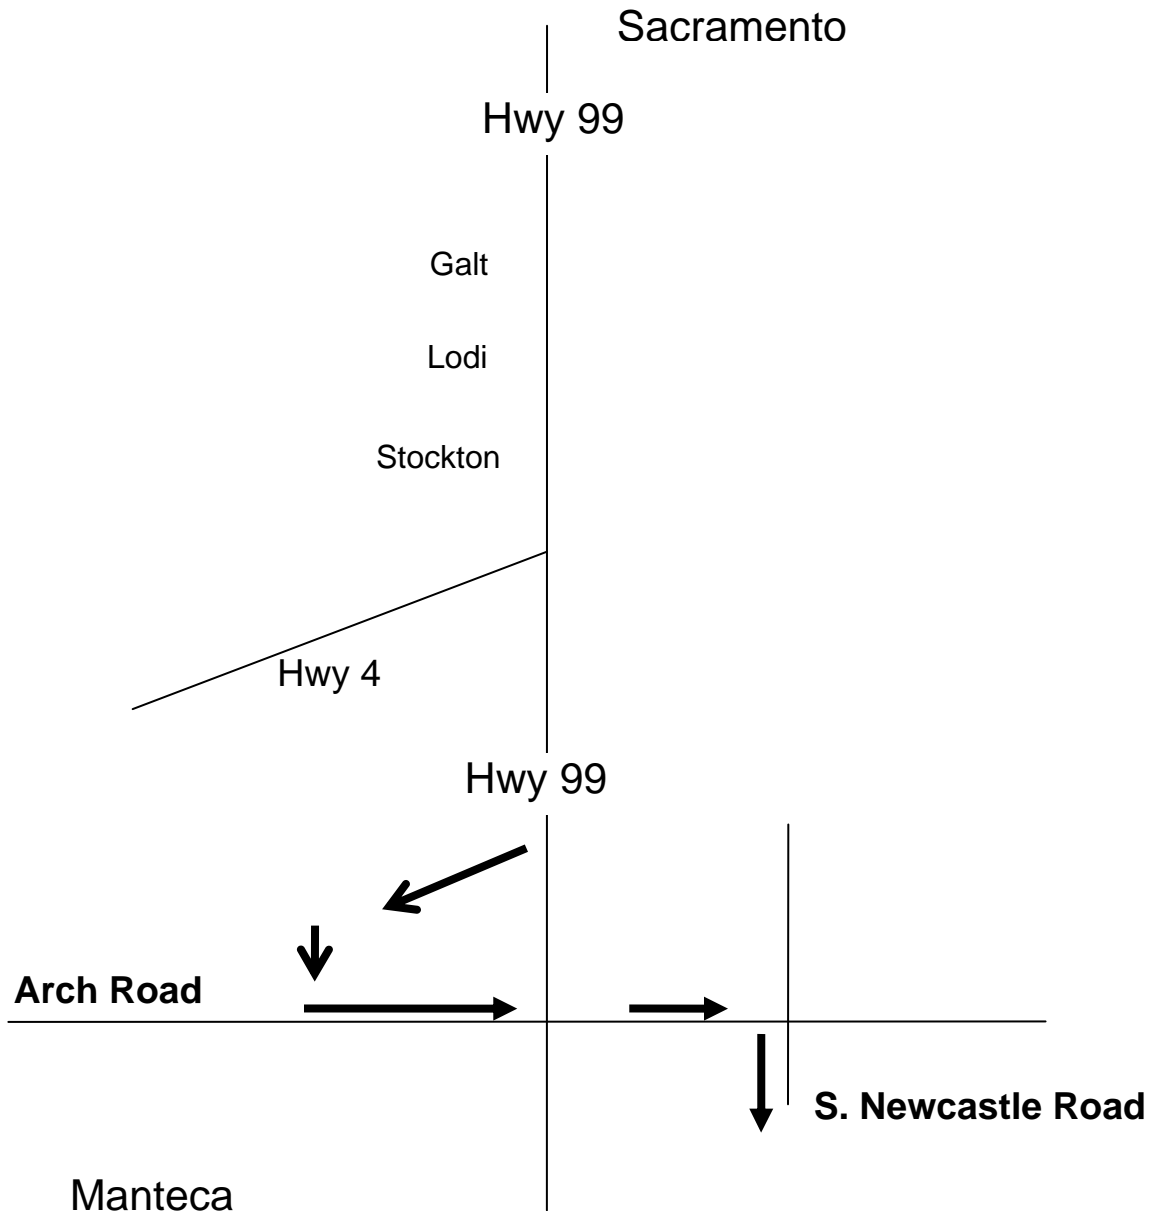 Sacramento
Hwy 99
Galt
Lodi
Stockton
Hwy 4
Hwy 99
Arch Road
S. Newcastle Road
Manteca